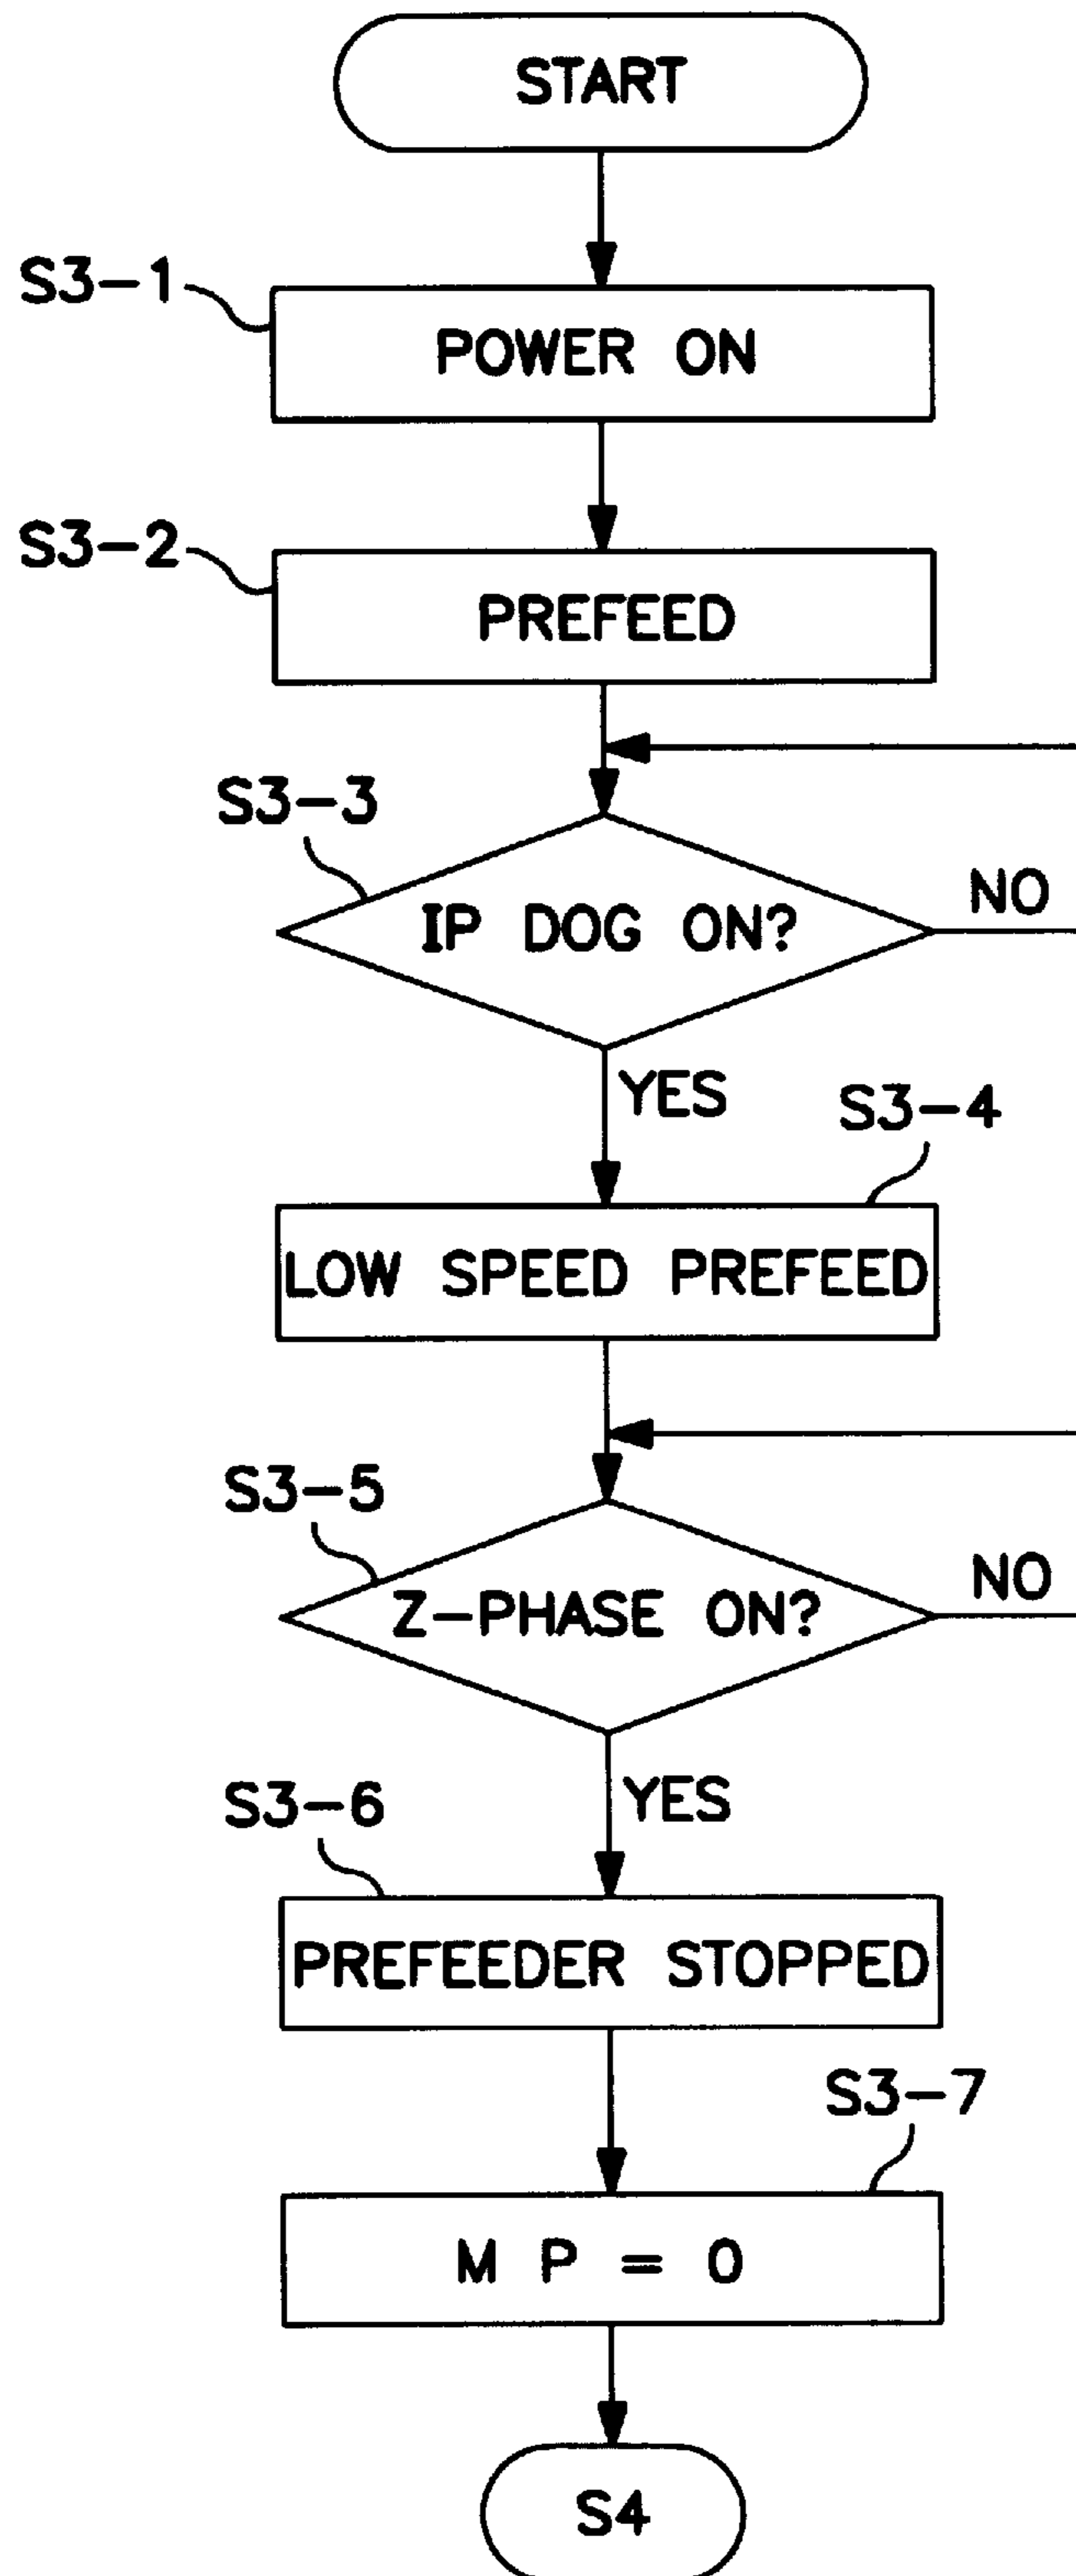 START
S3-1
POWER ON
S3-2
PREFEED
S3-3
IP DOG ON?
NO
YES
S3-4
LOW SPEED PREFEED
S3-5
Z-PHASE ON?
NO
YES
S3-6
PREFEEDER STOPPED
S3-7
M P = 0
S4